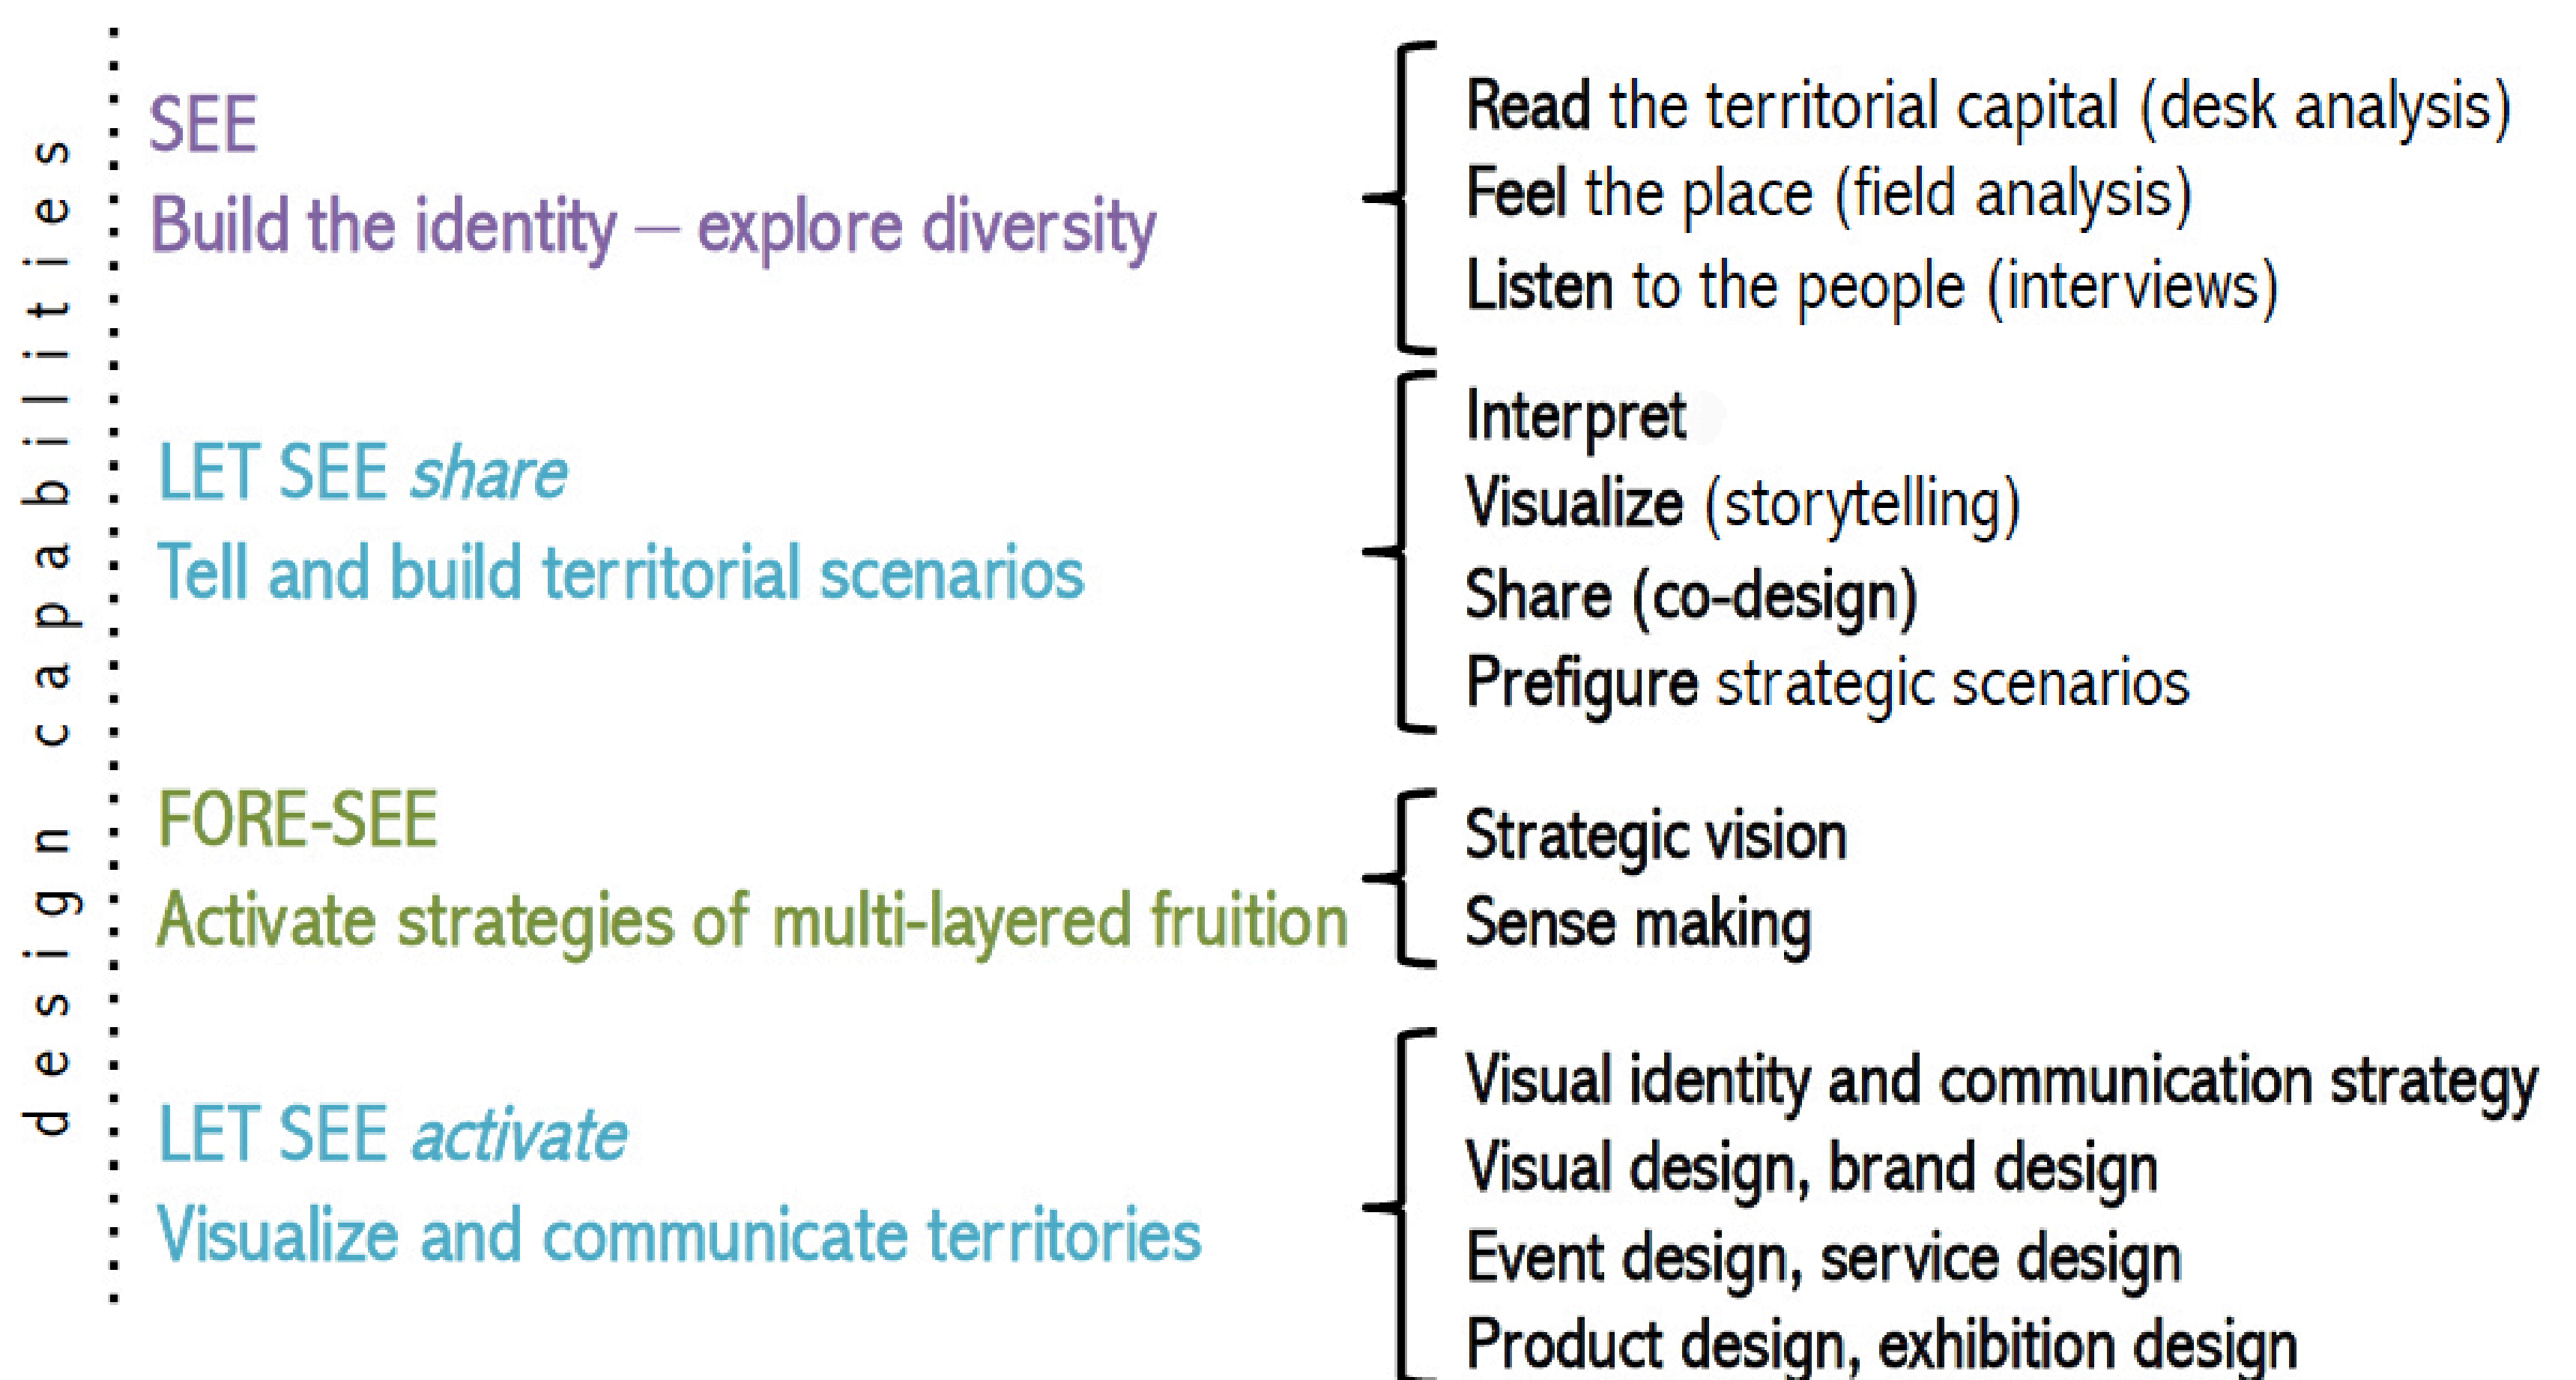 design capabilities
SEE
Build the identity – explore diversity
Read the territorial capital (desk analysis)
Feel the place (field analysis)
Listen to the people (interviews)
LET SEE share
Tell and build territorial scenarios
Interpret
Visualize (storytelling)
Share (co-design)
Prefigure strategic scenarios
FORE-SEE
Activate strategies of multi-layered fruition
Strategic vision
Sense making
LET SEE activate
Visualize and communicate territories
Visual identity and communication strategy
Visual design, brand design
Event design, service design
Product design, exhibition design